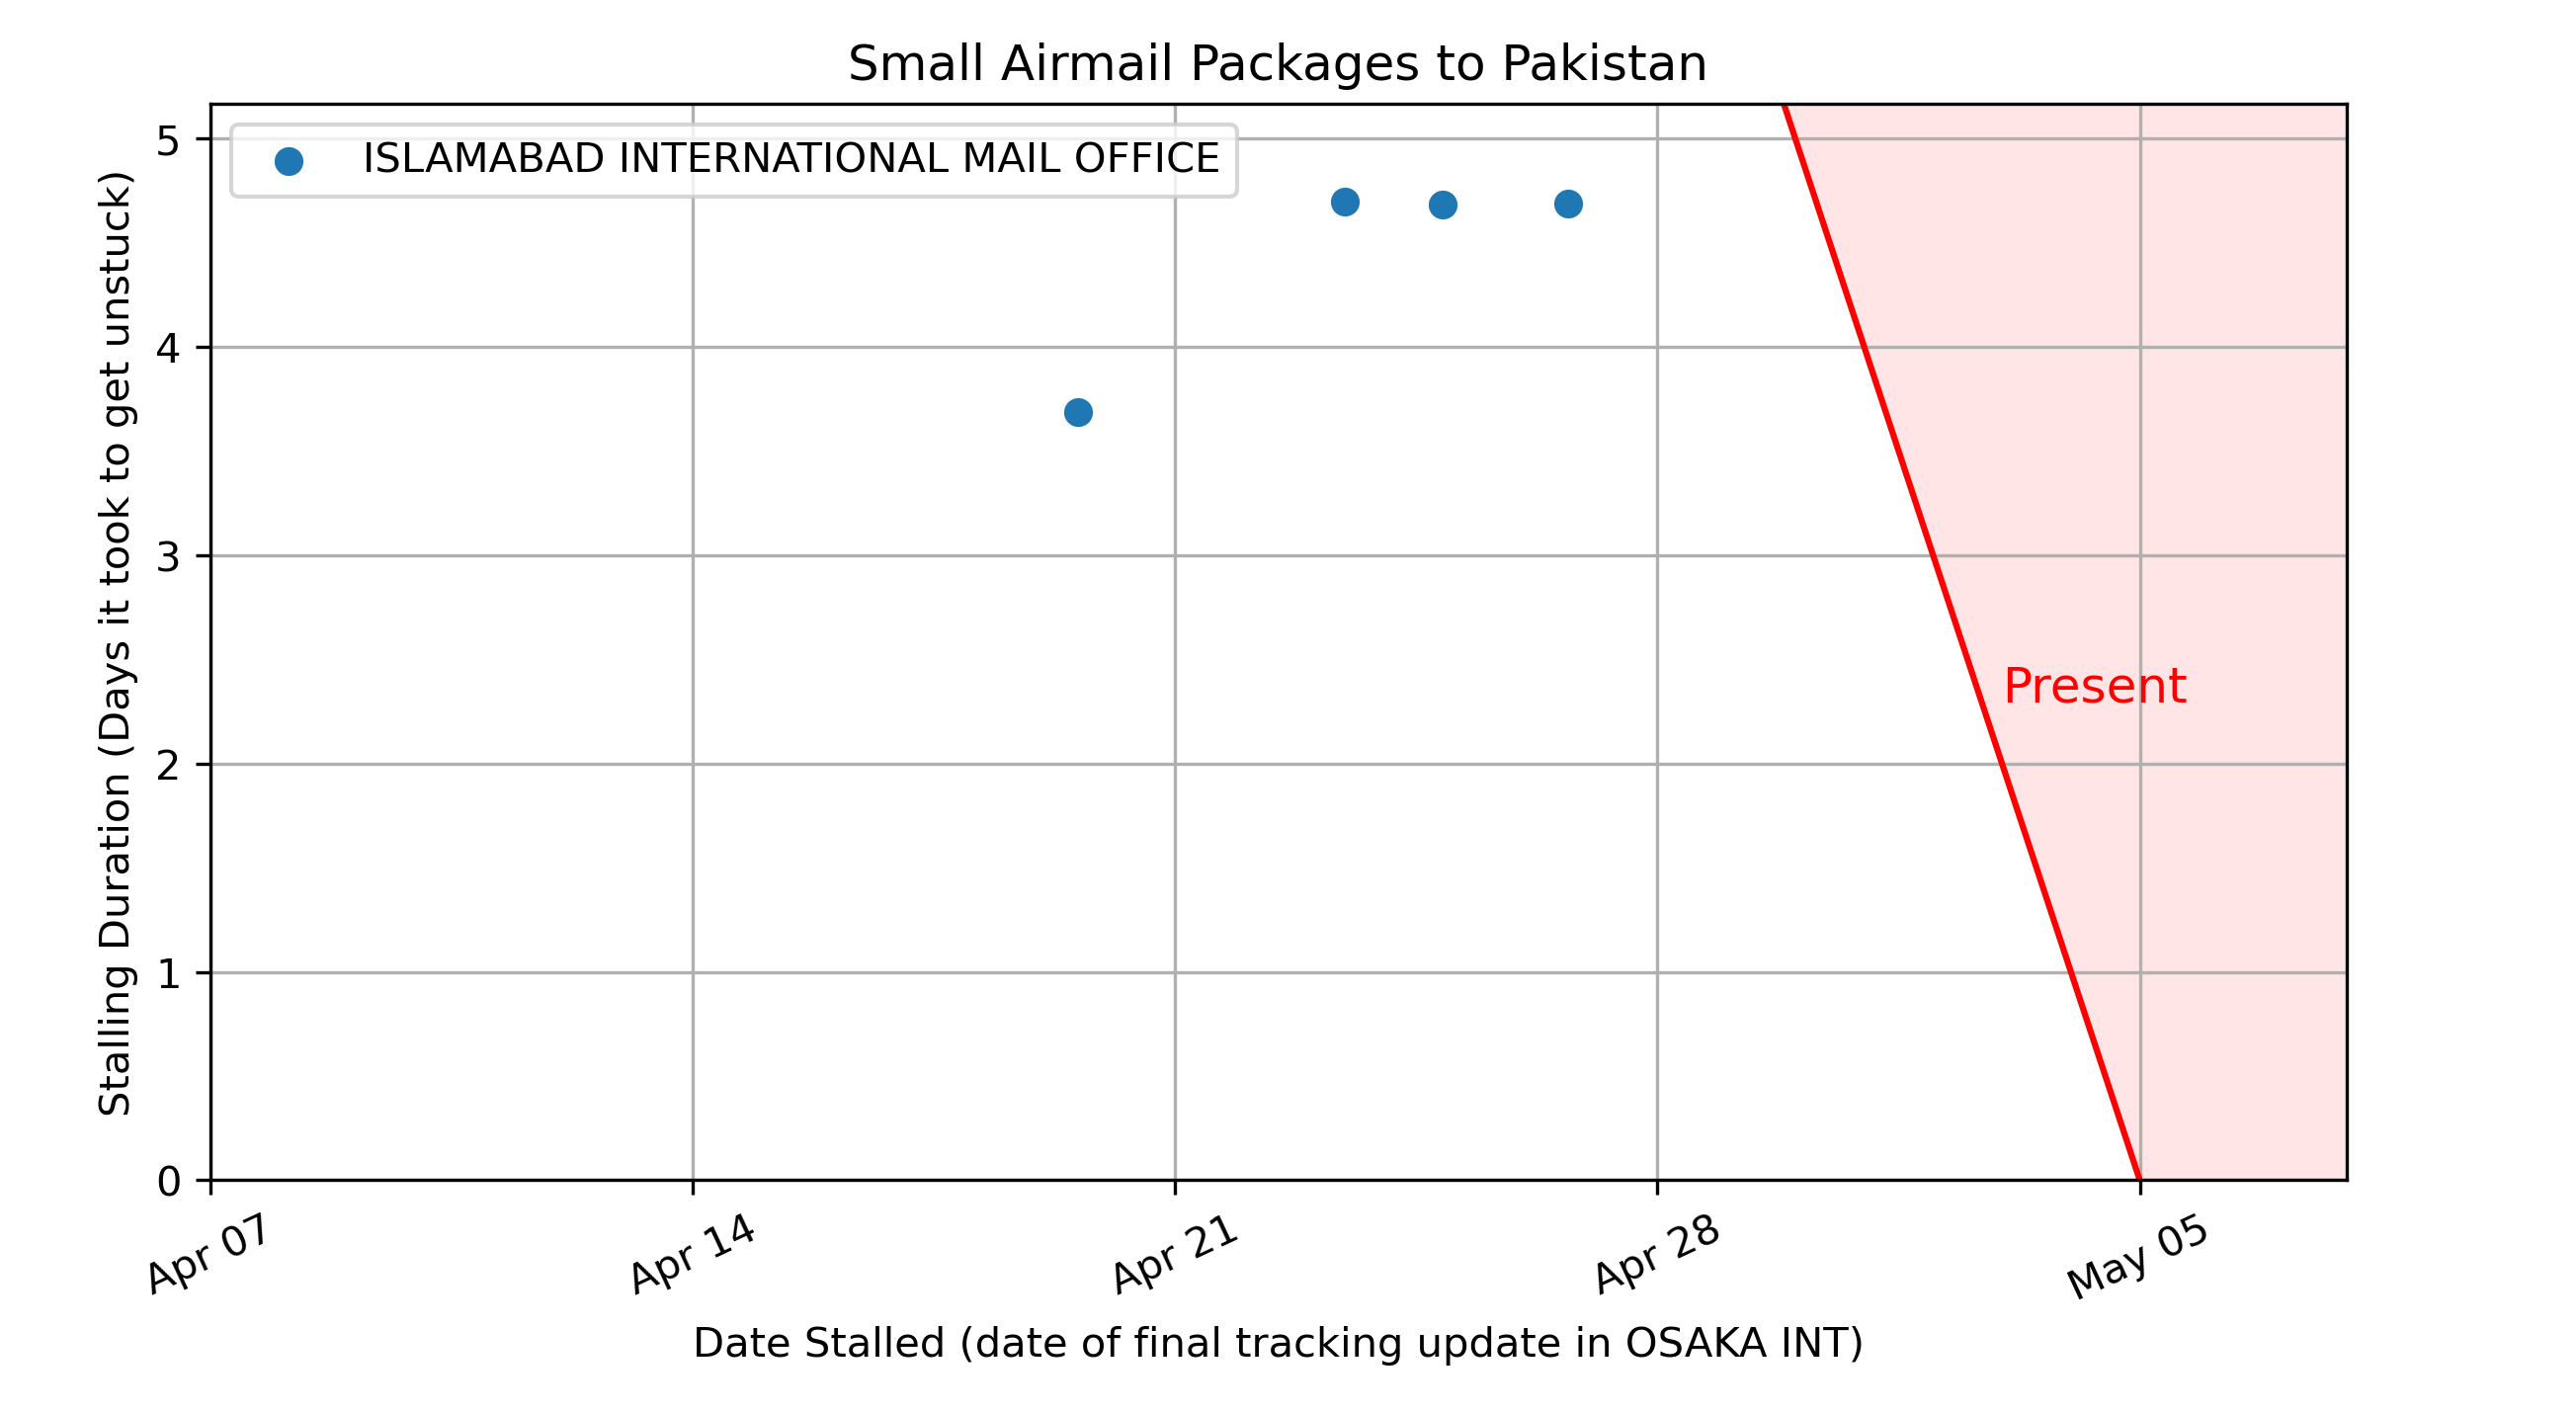 Small Airmail Packages to Pakistan
ISLAMABAD INTERNATIONAL MAIL OFFICE
Stalling Duration (Days it took to get unstuck)
5
4
3
2
1
0
Present
Apr 07
Apr 14
Apr 21
Apr 28
May 05
Date Stalled (date of final tracking update in OSAKA INT)